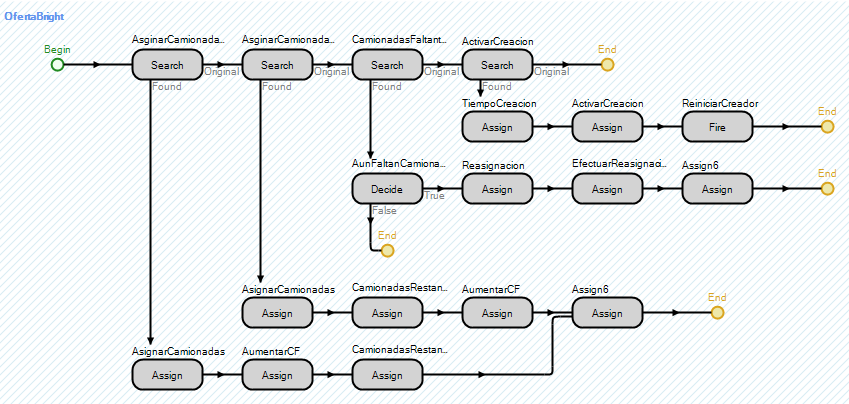 OfertaBright
AsginarCamionada...
AsginarCamionada...
CamionadasFaltant...
ActivarCreacion
Begin
End
Search
Search
Search
Search
Original
Original
Original
Original
Found
Found
Found
Found
TiempoCreacion
ActivarCreacion
ReiniciarCreador
End
Assign
Assign
Fire
AunFaltanCamiona...
Reasignacion
EfectuarReasignaci...
Assign6
End
Decide
Assign
Assign
Assign
True
False
End
AsignarCamionadas
CamionadasRestan...
AumentarCF
Assign6
End
Assign
Assign
Assign
Assign
AsignarCamionadas
AumentarCF
CamionadasRestan...
Assign
Assign
Assign